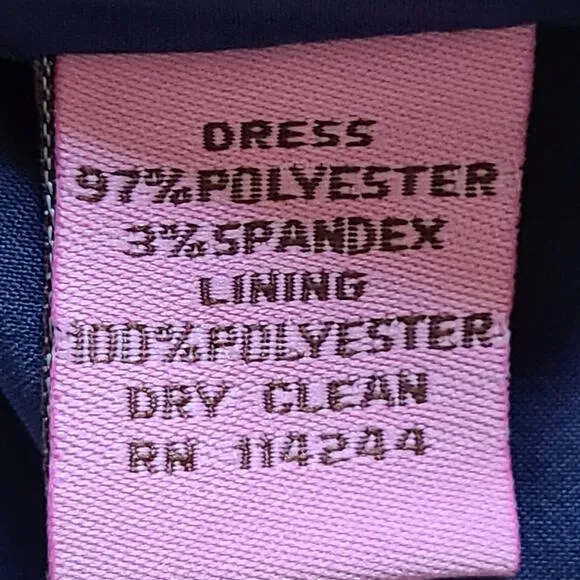 DRESS
97%POLYESTER
3%SPANDEX
LINING
100%POLYESTER
DRY CLEAN
RN 114244